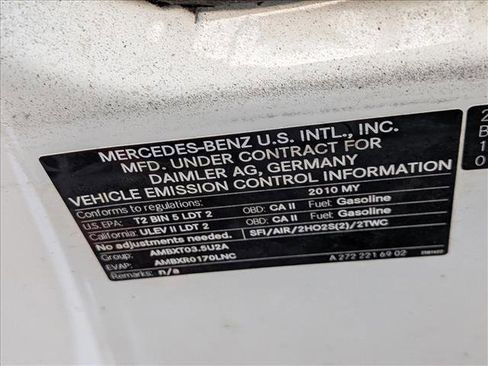 MERCEDES-BENZ U.S. INTL., INC.
MFD. UNDER CONTRACT FOR
DAIMLER AG, GERMANY
VEHICLE EMISSION CONTROL INFORMATION
Conforms to regulations: 2010 MY
U.S. EPA: T2 BIN 5 LDT 2 OBD: CA II Fuel: Gasoline
California: ULEV II LDT 2 OBD: CA II Fuel: Gasoline
No adjustments needed. SFI/AIR/2HO2S(2)/2TWC
Group: AMBXT03.5U2A
EVAP: AMBXR0170LNC
Remarks: n/a A 272 221 69 02
2
B
1
0